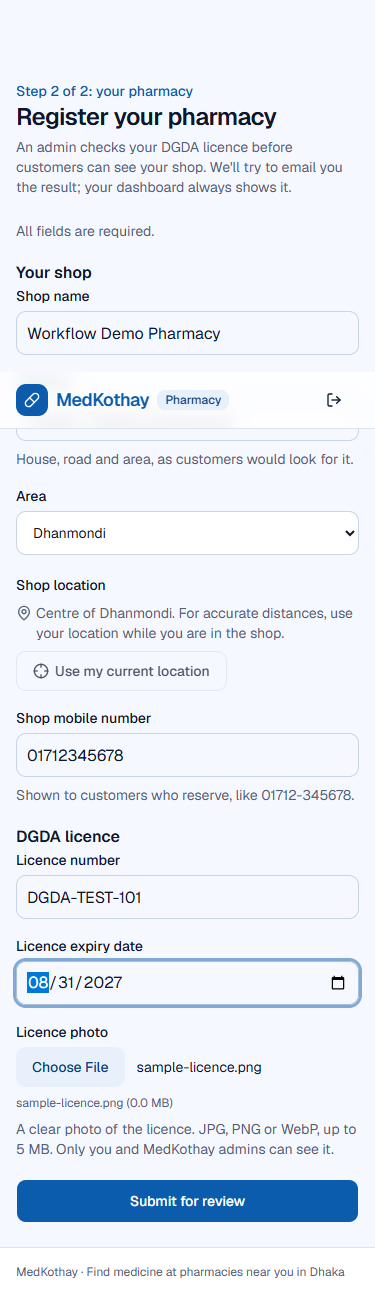 Step 2 of 2: your pharmacy
Register your pharmacy
An admin checks your DGDA licence before
customers can see your shop. We'll try to email you
the result; your dashboard always shows it.
All fields are required.
Your shop
Shop name
Workflow Demo Pharmacy
MedKothay Pharmacy
House, road and area, as customers would look for it.
Area
Dhanmondi
Shop location
Centre of Dhanmondi. For accurate distances, use
your location while you are in the shop.
Use my current location
Shop mobile number
01712345678
Shown to customers who reserve, like 01712-345678.
DGDA licence
Licence number
DGDA-TEST-101
Licence expiry date
08/31/2027
Licence photo
Choose File sample-licence.png
sample-licence.png (0.0 MB)
A clear photo of the licence. JPG, PNG or WebP, up to
5 MB. Only you and MedKothay admins can see it.
Submit for review
MedKothay · Find medicine at pharmacies near you in Dhaka